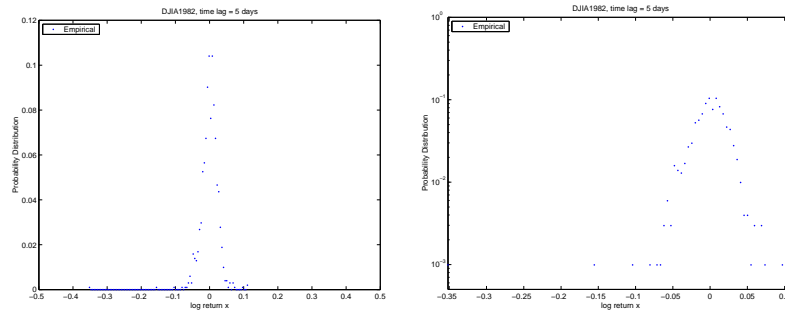 DJIA1982, time lag = 5 days
Empirical
Probability Distribution
0.12
0.1
0.08
0.06
0.04
0.02
0
−0.5 −0.4 −0.3 −0.2 −0.1 0 0.1 0.2 0.3 0.4 0.5
log return x
DJIA1982, time lag = 5 days
Empirical
Probability Distribution
10^0
10^−1
10^−2
10^−3
−0.35 −0.3 −0.25 −0.2 −0.15 −0.1 −0.05 0 0.05
log return x